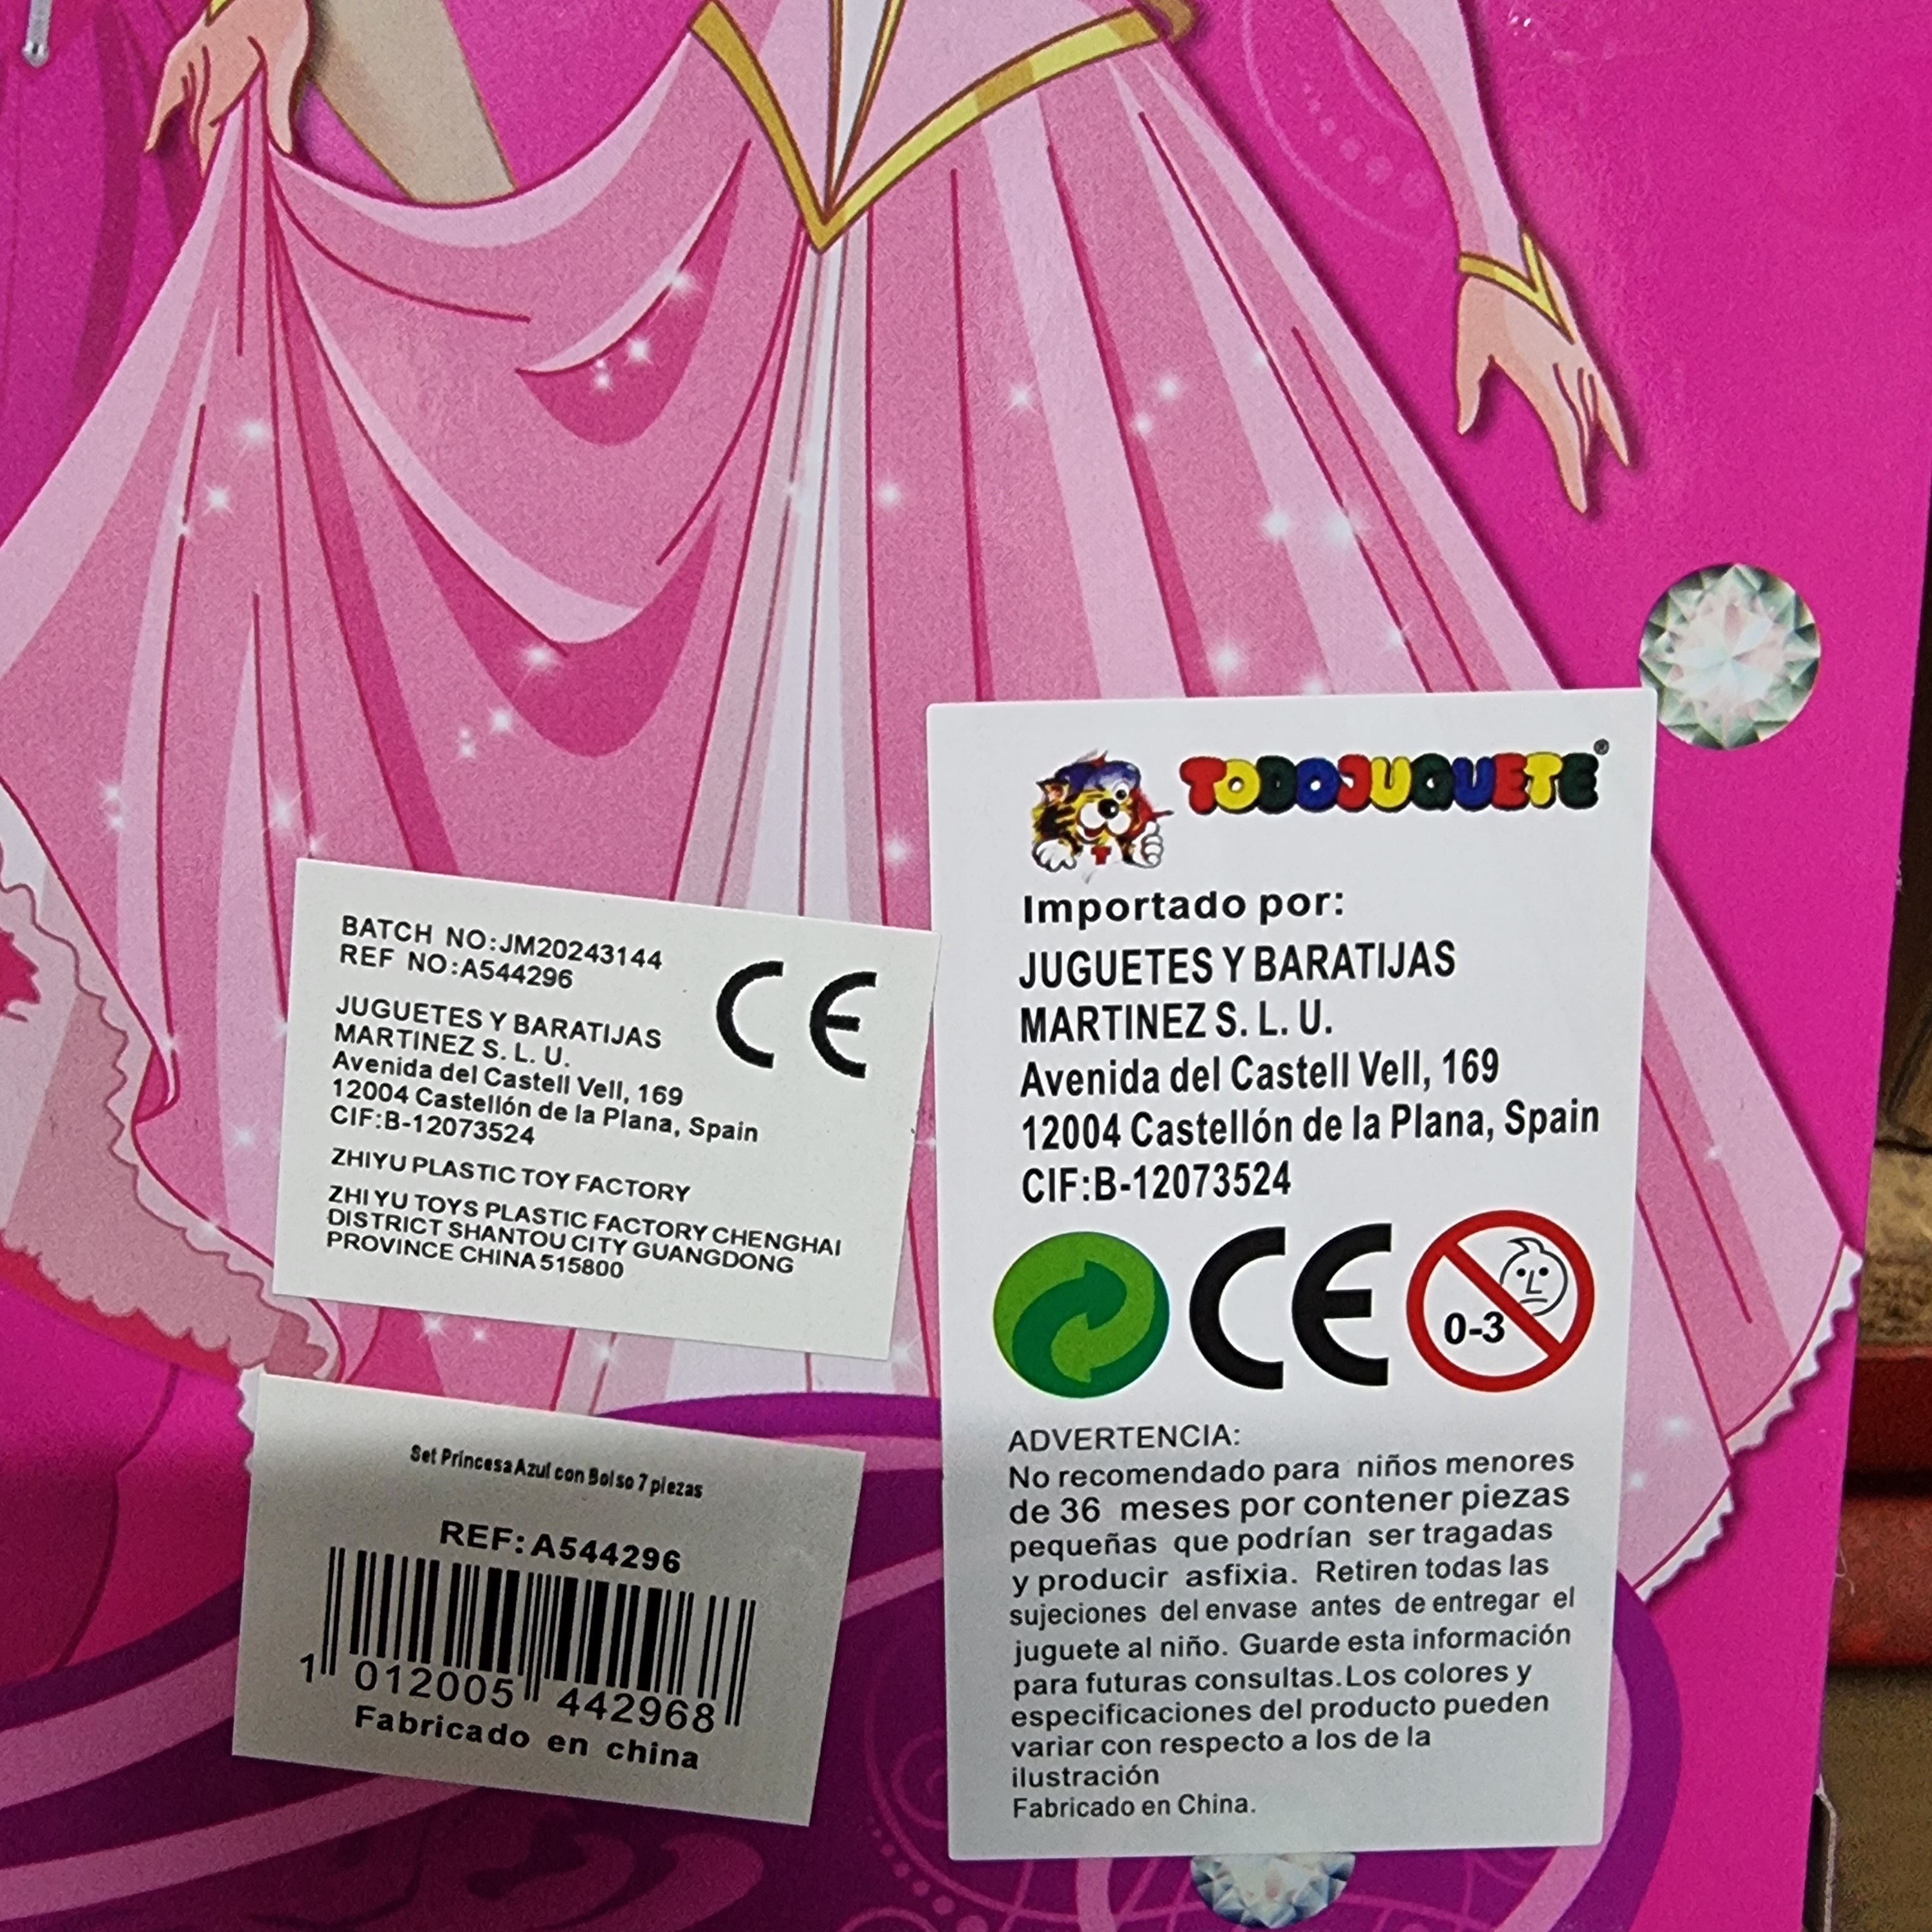 BATCH NO:JM20243144
REF NO:A544296
CE
JUGUETES Y BARATIJAS
MARTINEZ S. L. U.
Avenida del Castell Vell, 169
12004 Castellón de la Plana, Spain
CIF:B-12073524
ZHIYU PLASTIC TOY FACTORY
ZHI YU TOYS PLASTIC FACTORY CHENGHAI
DISTRICT SHANTOU CITY GUANGDONG
PROVINCE CHINA 515800
Set Princesa Azul con Bolso 7 piezas
REF:A544296
1 012005 442968
Fabricado en china
TODOJUGUETE®
Importado por:
JUGUETES Y BARATIJAS
MARTINEZ S. L. U.
Avenida del Castell Vell, 169
12004 Castellón de la Plana, Spain
CIF:B-12073524
CE
0-3
ADVERTENCIA:
No recomendado para niños menores
de 36 meses por contener piezas
pequeñas que podrían ser tragadas
y producir asfixia. Retiren todas las
sujeciones del envase antes de entregar el
juguete al niño. Guarde esta información
para futuras consultas.Los colores y
especificaciones del producto pueden
variar con respecto a los de la
ilustración
Fabricado en China.